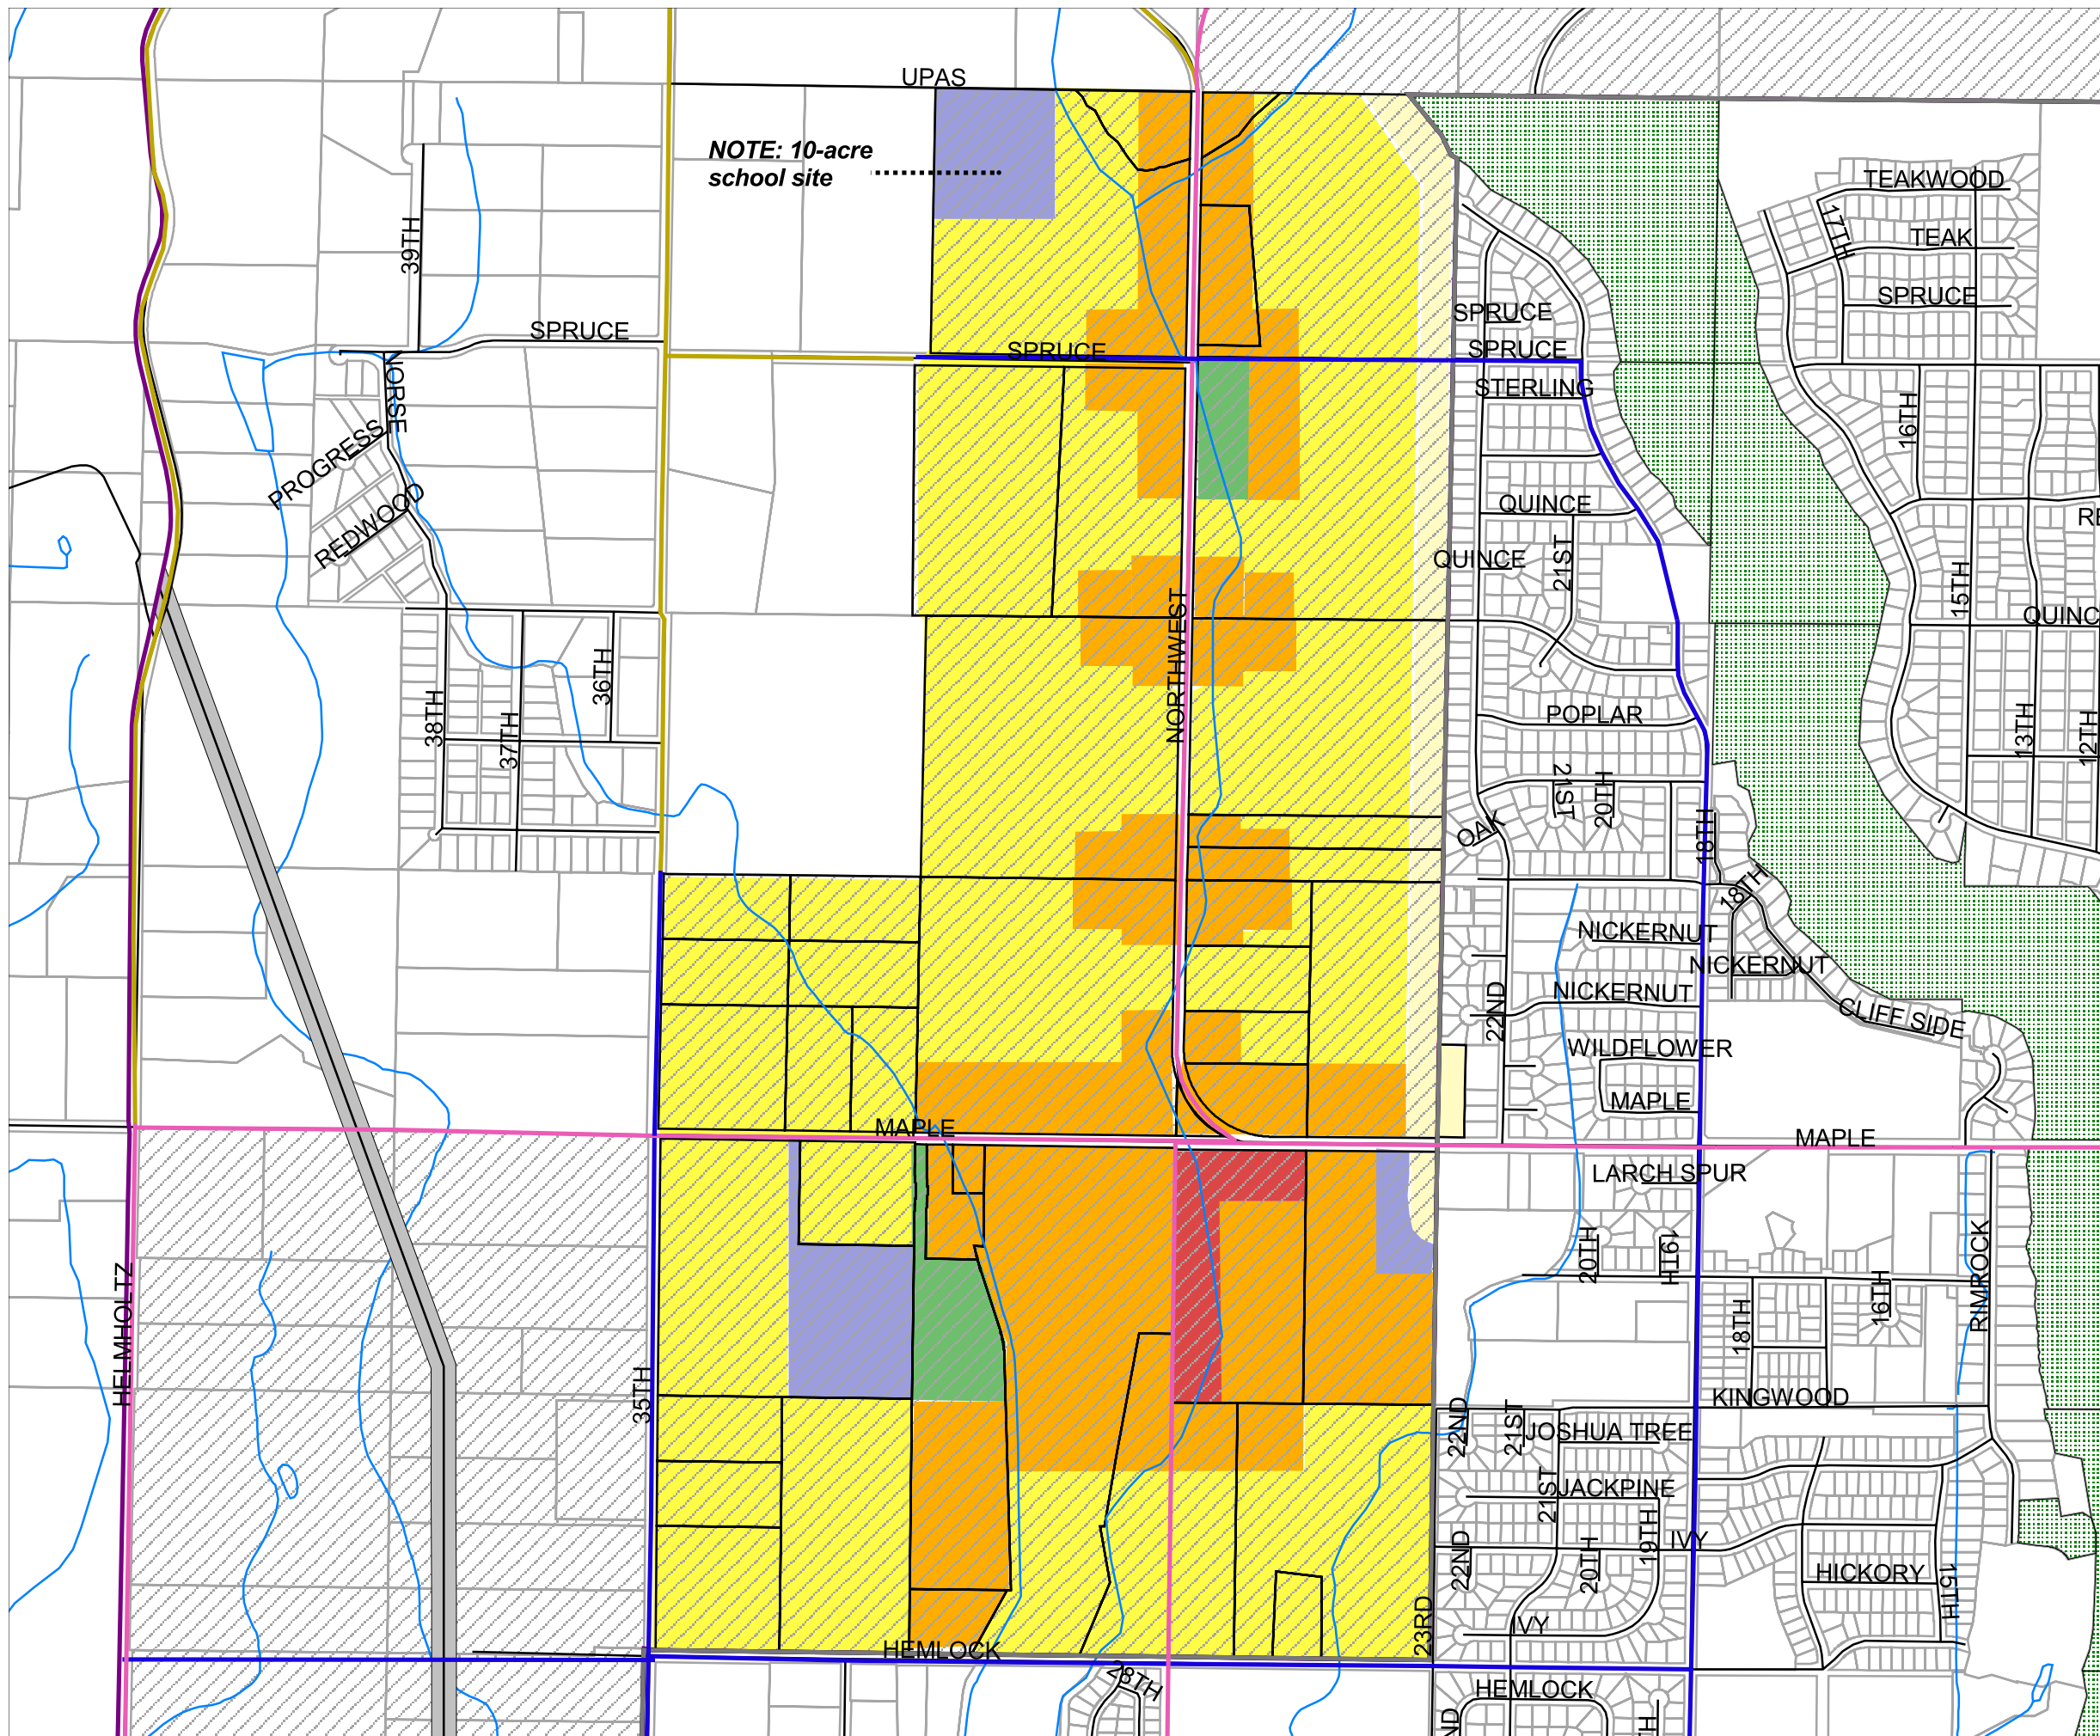 UPAS
NOTE: 10-acre
school site
TEAKWOOD
17TH
TEAK
39TH
SPRUCE
SPRUCE
SPRUCE
SPRUCE
SPRUCE
STERLING
PROGRESS
REDWOOD
16TH
QUINCE
QUINCE
21ST
15TH
QUINC
NORTHWEST
36TH
38TH
37TH
POPLAR
13TH
12TH
21ST
20TH
OAK
18TH
18TH
NICKERNUT
NICKERNUT
NICKERNUT
22ND
CLIFF SIDE
WILDFLOWER
MAPLE
MAPLE
MAPLE
LARCH SPUR
20TH
19TH
RIMROCK
HELMHOLTZ
18TH
16TH
35TH
KINGWOOD
22ND
21ST
JOSHUA TREE
21ST
JACKPINE
19TH
IVY
22ND
20TH
HICKORY
15TH
23RD
IVY
HEMLOCK
28TH
HEMLOCK